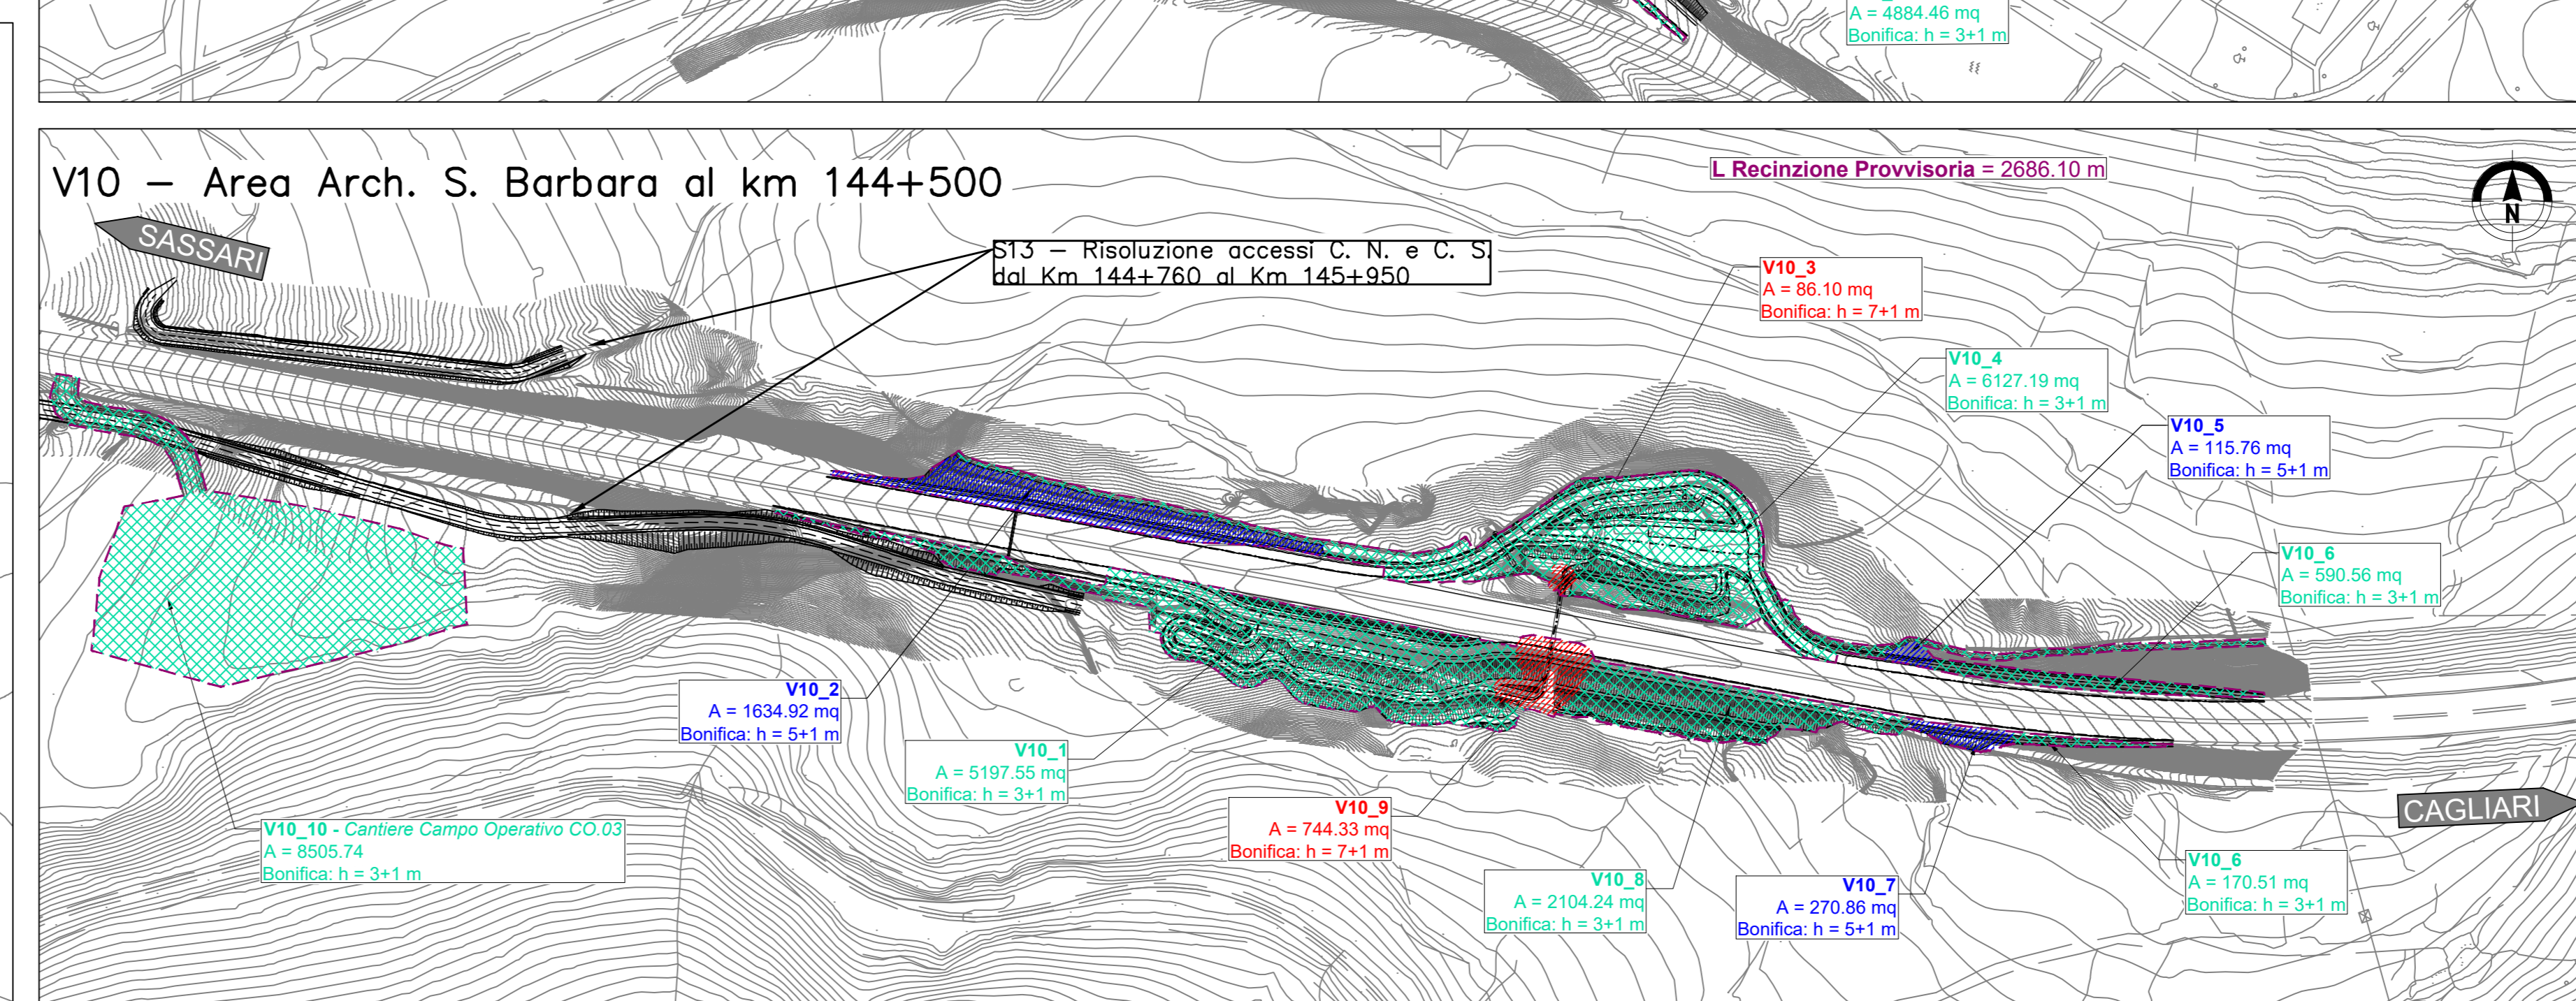 A = 4884.46 mq
Bonifica: h = 3+1 m
V10 – Area Arch. S. Barbara al km 144+500
L Recinzione Provvisoria = 2686.10 m
N
SASSARI
S13 – Risoluzione accessi C. N. e C. S.
dal Km 144+760 al Km 145+950
V10_3
A = 86.10 mq
Bonifica: h = 7+1 m
V10_4
A = 6127.19 mq
Bonifica: h = 3+1 m
V10_5
A = 115.76 mq
Bonifica: h = 5+1 m
V10_6
A = 590.56 mq
Bonifica: h = 3+1 m
V10_2
A = 1634.92 mq
Bonifica: h = 5+1 m
V10_1
A = 5197.55 mq
Bonifica: h = 3+1 m
V10_9
A = 744.33 mq
Bonifica: h = 7+1 m
CAGLIARI
V10_10 - Cantiere Campo Operativo CO.03
A = 8505.74
Bonifica: h = 3+1 m
V10_8
A = 2104.24 mq
Bonifica: h = 3+1 m
V10_7
A = 270.86 mq
Bonifica: h = 5+1 m
V10_6
A = 170.51 mq
Bonifica: h = 3+1 m